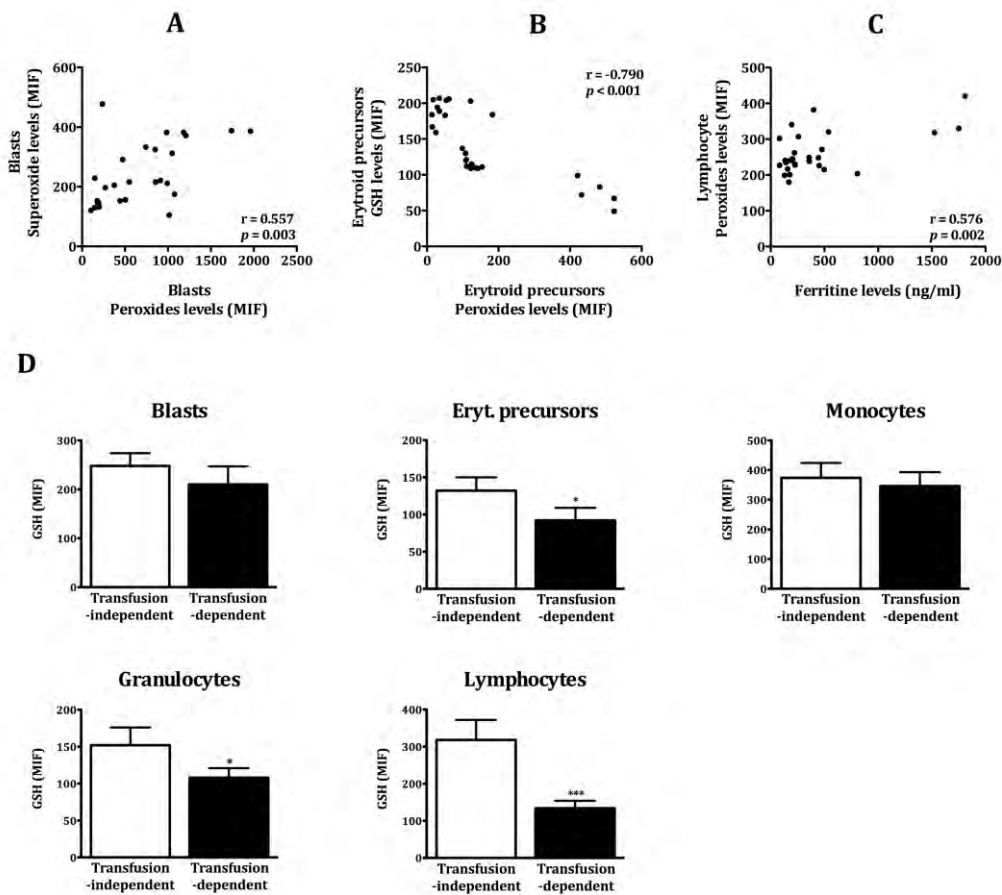 A
B
C
Blasts
Superoxide levels (MIF)
600
400
200
0
0 500 1000 1500 2000 2500
r = 0.557
p = 0.003
Blasts
Peroxides levels (MIF)
Erytroid precursors
GSH levels (MIF)
250
200
150
100
50
0
0 200 400 600
r = -0.790
p < 0.001
Erytroid precursors
Peroxides levels (MIF)
Lymphocyte
Peroxides levels (MIF)
500
400
300
200
100
0
0 500 1000 1500 2000
r = 0.576
p = 0.002
Ferritine levels (ng/ml)
D
Blasts
GSH (MIF)
300
200
100
0
Transfusion
-independent
Transfusion
-dependent
Eryt. precursors
GSH (MIF)
200
150
100
50
0
*
Transfusion
-independent
Transfusion
-dependent
Monocytes
GSH (MIF)
500
400
300
200
100
0
Transfusion
-independent
Transfusion
-dependent
Granulocytes
GSH (MIF)
200
150
100
50
0
*
Transfusion
-independent
Transfusion
-dependent
Lymphocytes
GSH (MIF)
400
300
200
100
0
***
Transfusion
-independent
Transfusion
-dependent